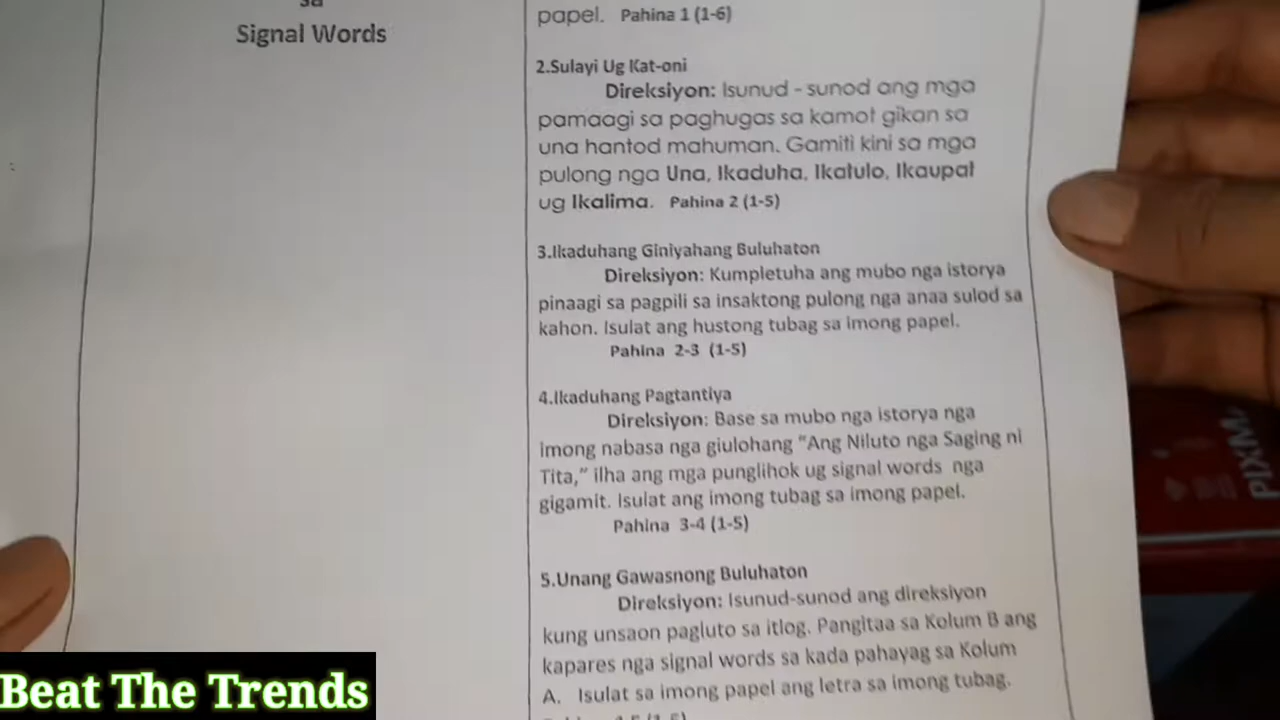 sa
Signal Words
papel. Pahina 1 (1-6)
2.Sulayi Ug Kat-oni
Direksiyon: Isunud - sunod ang mga
pamaagi sa paghugas sa kamot gikan sa
una hantod mahuman. Gamiti kini sa mga
pulong nga Una, Ikaduha, Ikatulo, Ikaupat
ug Ikalima. Pahina 2 (1-5)
3.Ikaduhang Giniyahang Buluhaton
Direksiyon: Kumpletuha ang mubo nga istorya
pinaagi sa pagpili sa insaktong pulong nga anaa sulod sa
kahon. Isulat ang hustong tubag sa imong papel.
Pahina 2-3 (1-5)
4.Ikaduhang Pagtantiya
Direksiyon: Base sa mubo nga istorya nga
imong nabasa nga giulohang “Ang Niluto nga Saging ni
Tita,” ilha ang mga punglihok ug signal words nga
gigamit. Isulat ang imong tubag sa imong papel.
Pahina 3-4 (1-5)
5.Unang Gawasnong Buluhaton
Direksiyon: Isunud-sunod ang direksiyon
kung unsaon pagluto sa itlog. Pangitaa sa Kolum B ang
kapares nga signal words sa kada pahayag sa Kolum
A. Isulat sa imong papel ang letra sa imong tubag.
PIXMA
Beat The Trends